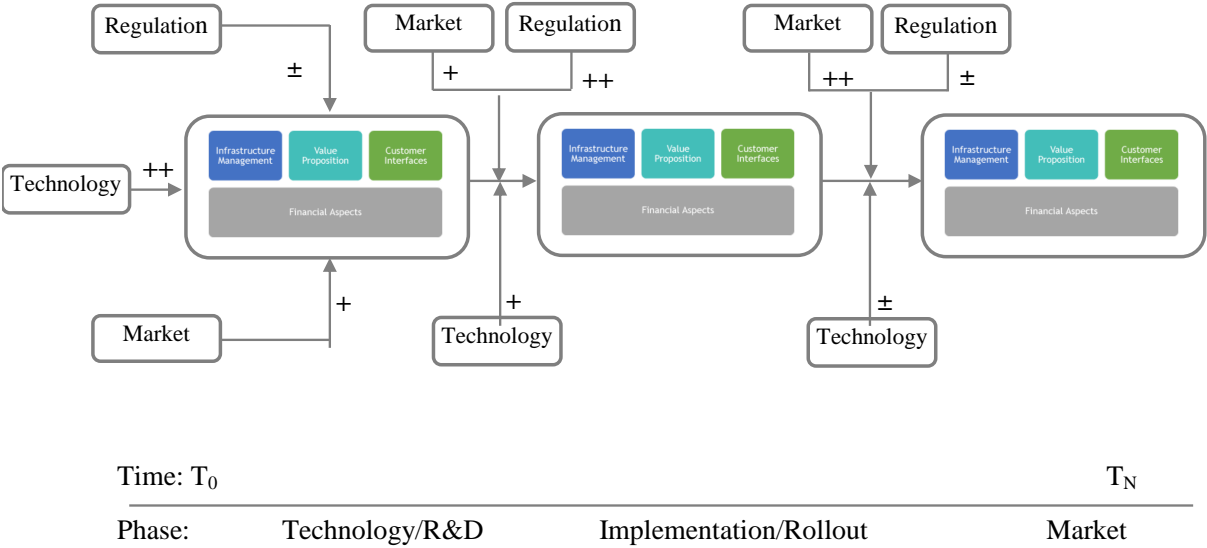 Regulation
Market
Regulation
Market
Regulation
±
+
++
++
±
Technology
++
Infrastructure
Management
Value
Proposition
Customer
Interfaces
Financial Aspects
Infrastructure
Management
Value
Proposition
Customer
Interfaces
Financial Aspects
Infrastructure
Management
Value
Proposition
Customer
Interfaces
Financial Aspects
+
+
±
Market
Technology
Technology
Time: T0 TN
Phase: Technology/R&D Implementation/Rollout Market